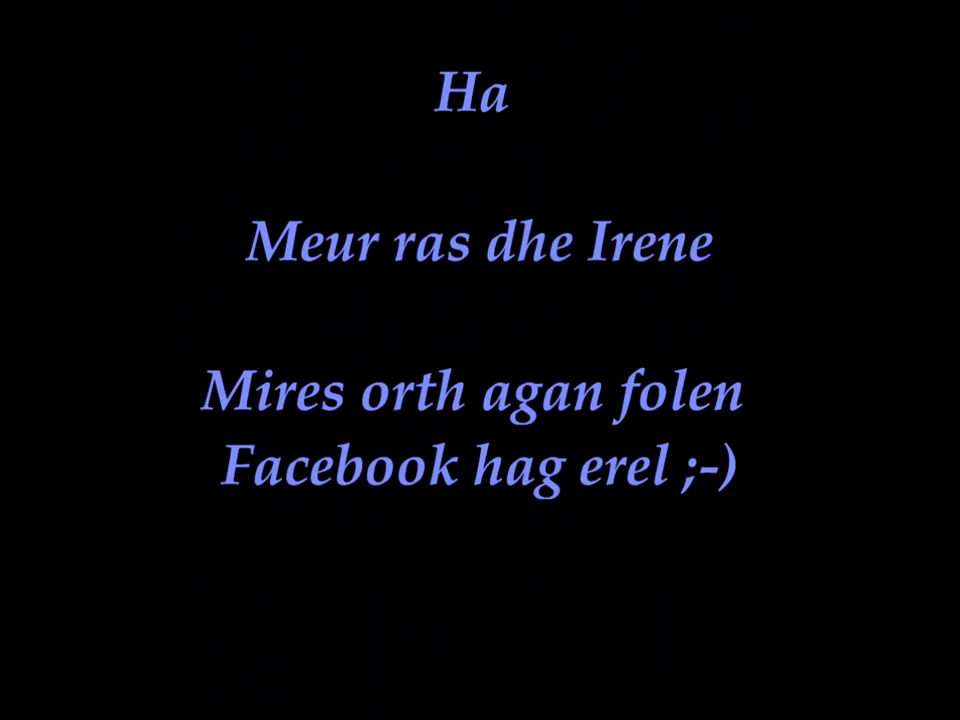 Ha
Meur ras dhe Irene
Mires orth agan folen
Facebook hag erel ;-)